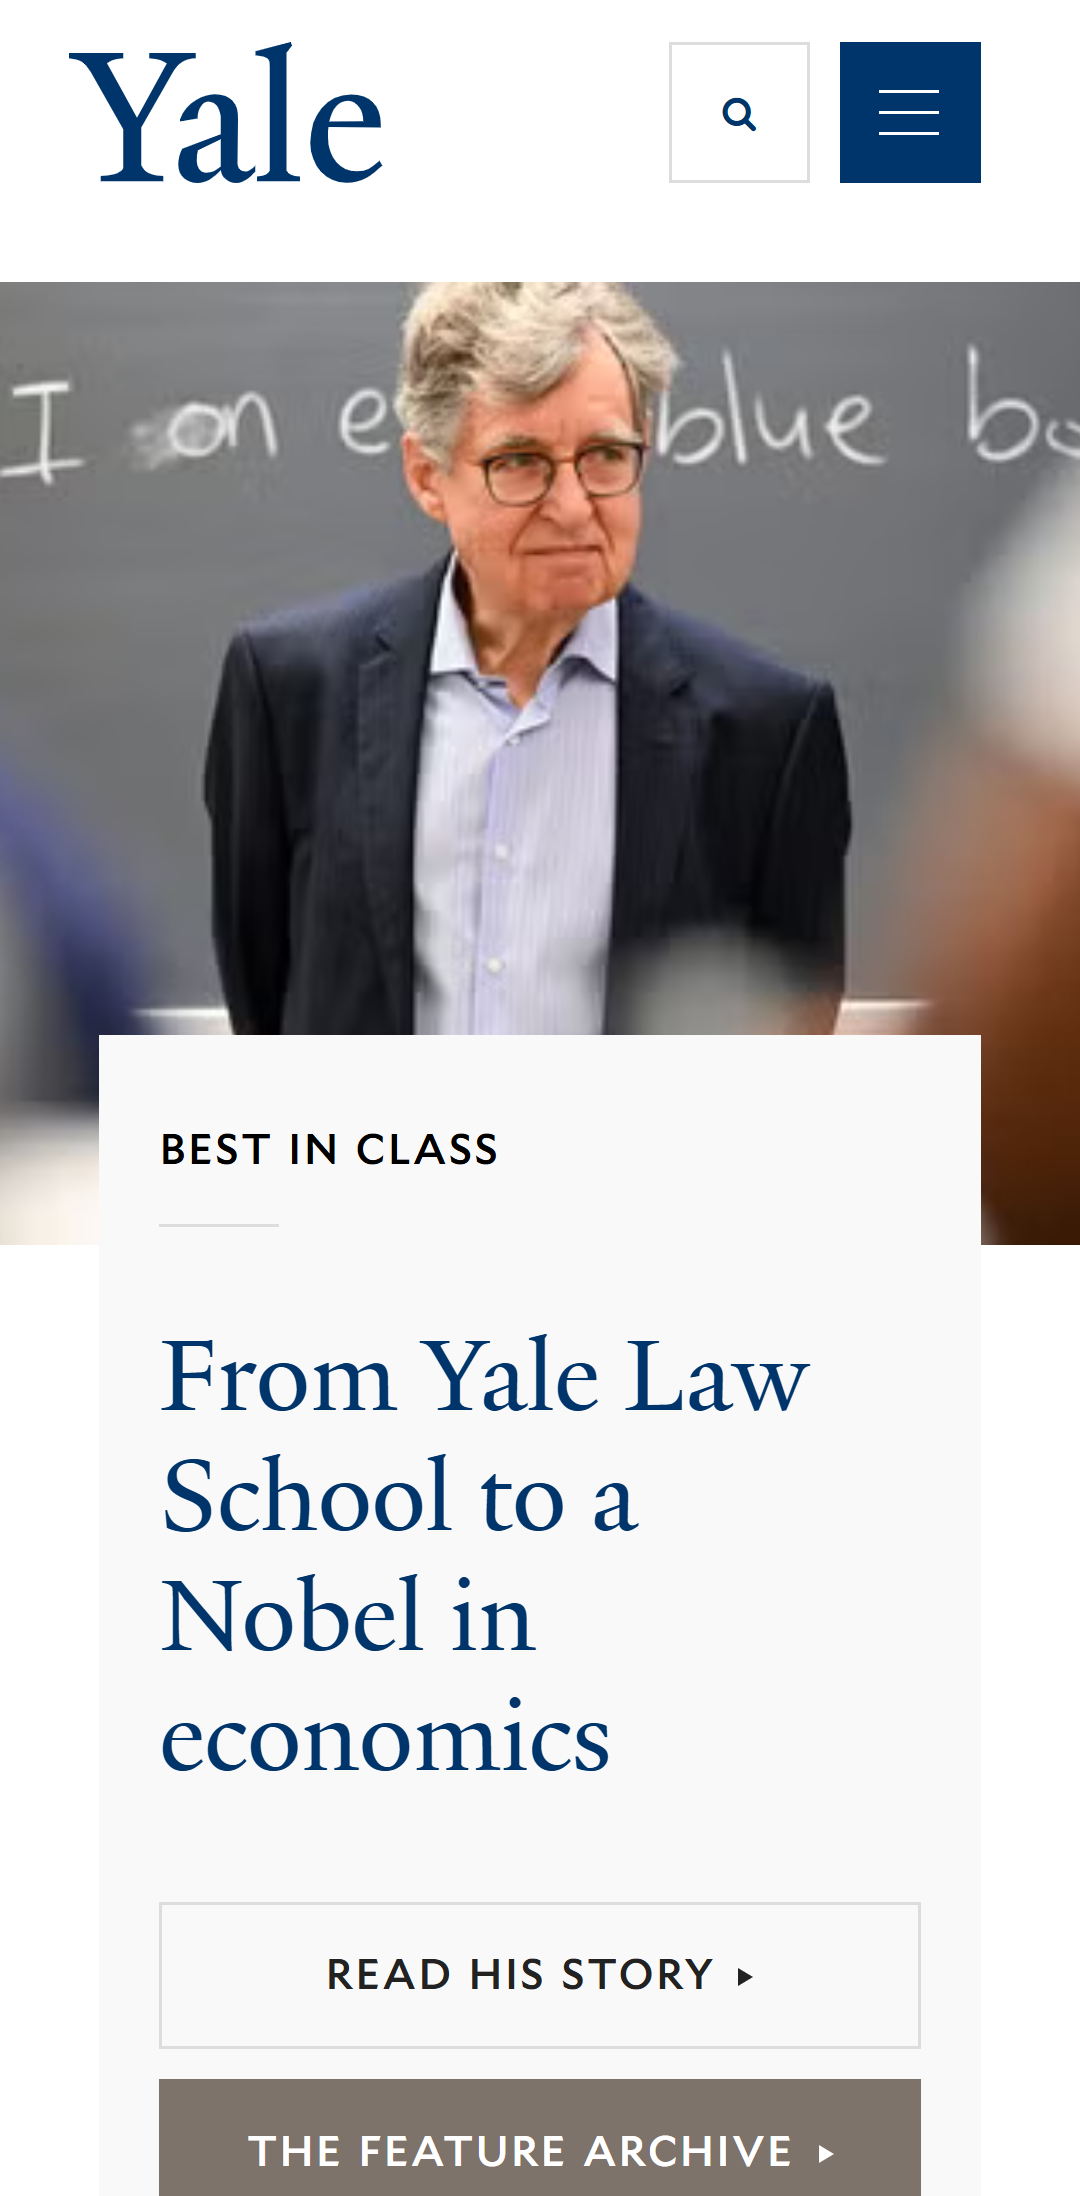 Yale
I on e blue bo
BEST IN CLASS
From Yale Law
School to a
Nobel in
economics
READ HIS STORY
THE FEATURE ARCHIVE